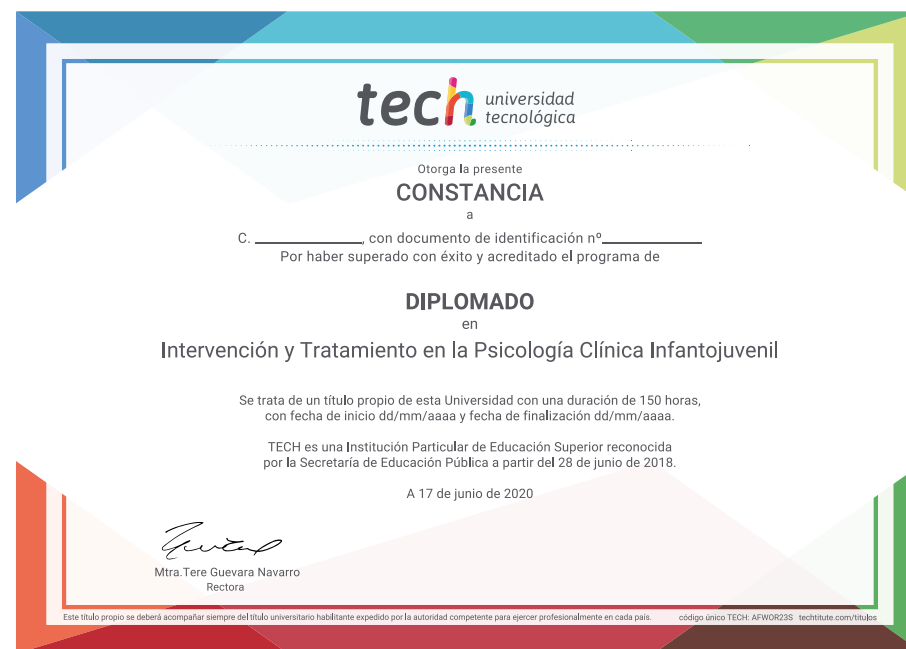 tech universidad
tecnológica
Otorga la presente
CONSTANCIA
a
C. ____________, con documento de identificación nº____________
Por haber superado con éxito y acreditado el programa de
DIPLOMADO
en
Intervención y Tratamiento en la Psicología Clínica Infantojuvenil
Se trata de un título propio de esta Universidad con una duración de 150 horas,
con fecha de inicio dd/mm/aaaa y fecha de finalización dd/mm/aaaa.
TECH es una Institución Particular de Educación Superior reconocida
por la Secretaría de Educación Pública a partir del 28 de junio de 2018.
A 17 de junio de 2020
Mtra.Tere Guevara Navarro
Rectora
Este título propio se deberá acompañar siempre del título universitario habilitante expedido por la autoridad competente para ejercer profesionalmente en cada país. código único TECH: AFWOR23S techtitute.com/titulos